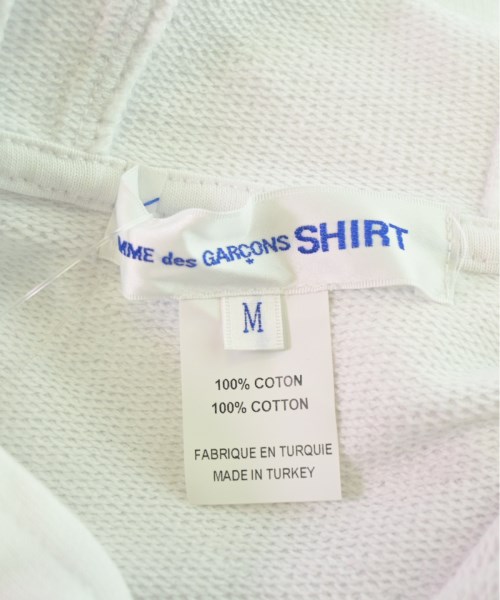 MME des GARÇONS SHIRT
M
100% COTON
100% COTTON
FABRIQUE EN TURQUIE
MADE IN TURKEY